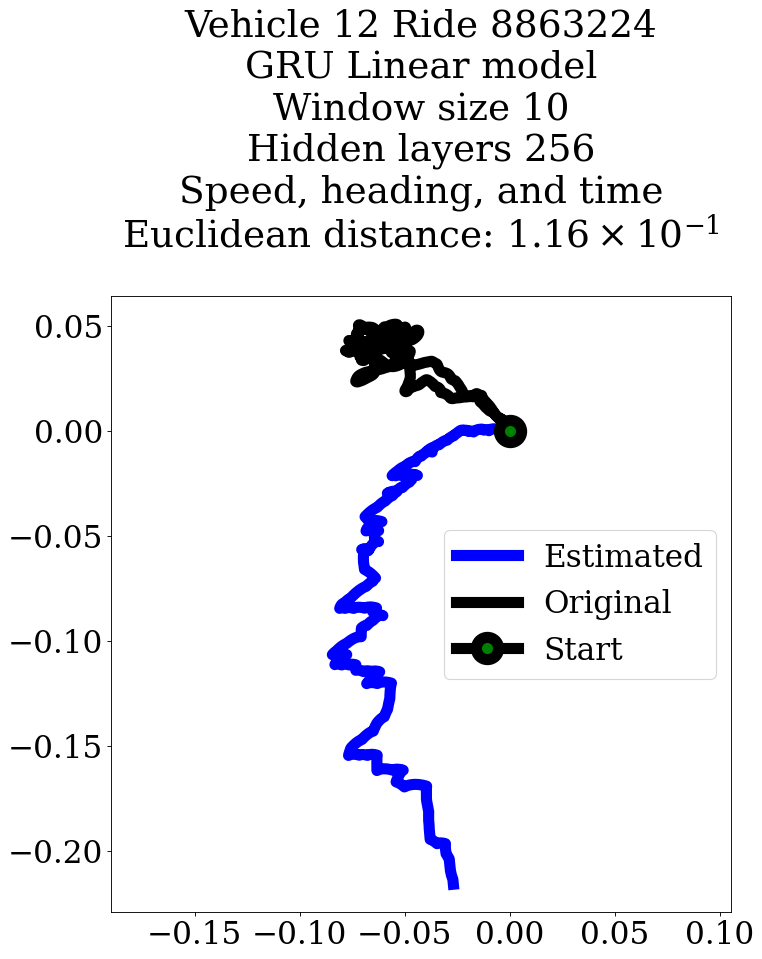 Vehicle 12 Ride 8863224
GRU Linear model
Window size 10
Hidden layers 256
Speed, heading, and time
Euclidean distance: 1.16 × 10⁻¹
0.05
0.00
−0.05
−0.10
−0.15
−0.20
Estimated
Original
Start
−0.15 −0.10 −0.05 0.00 0.05 0.10